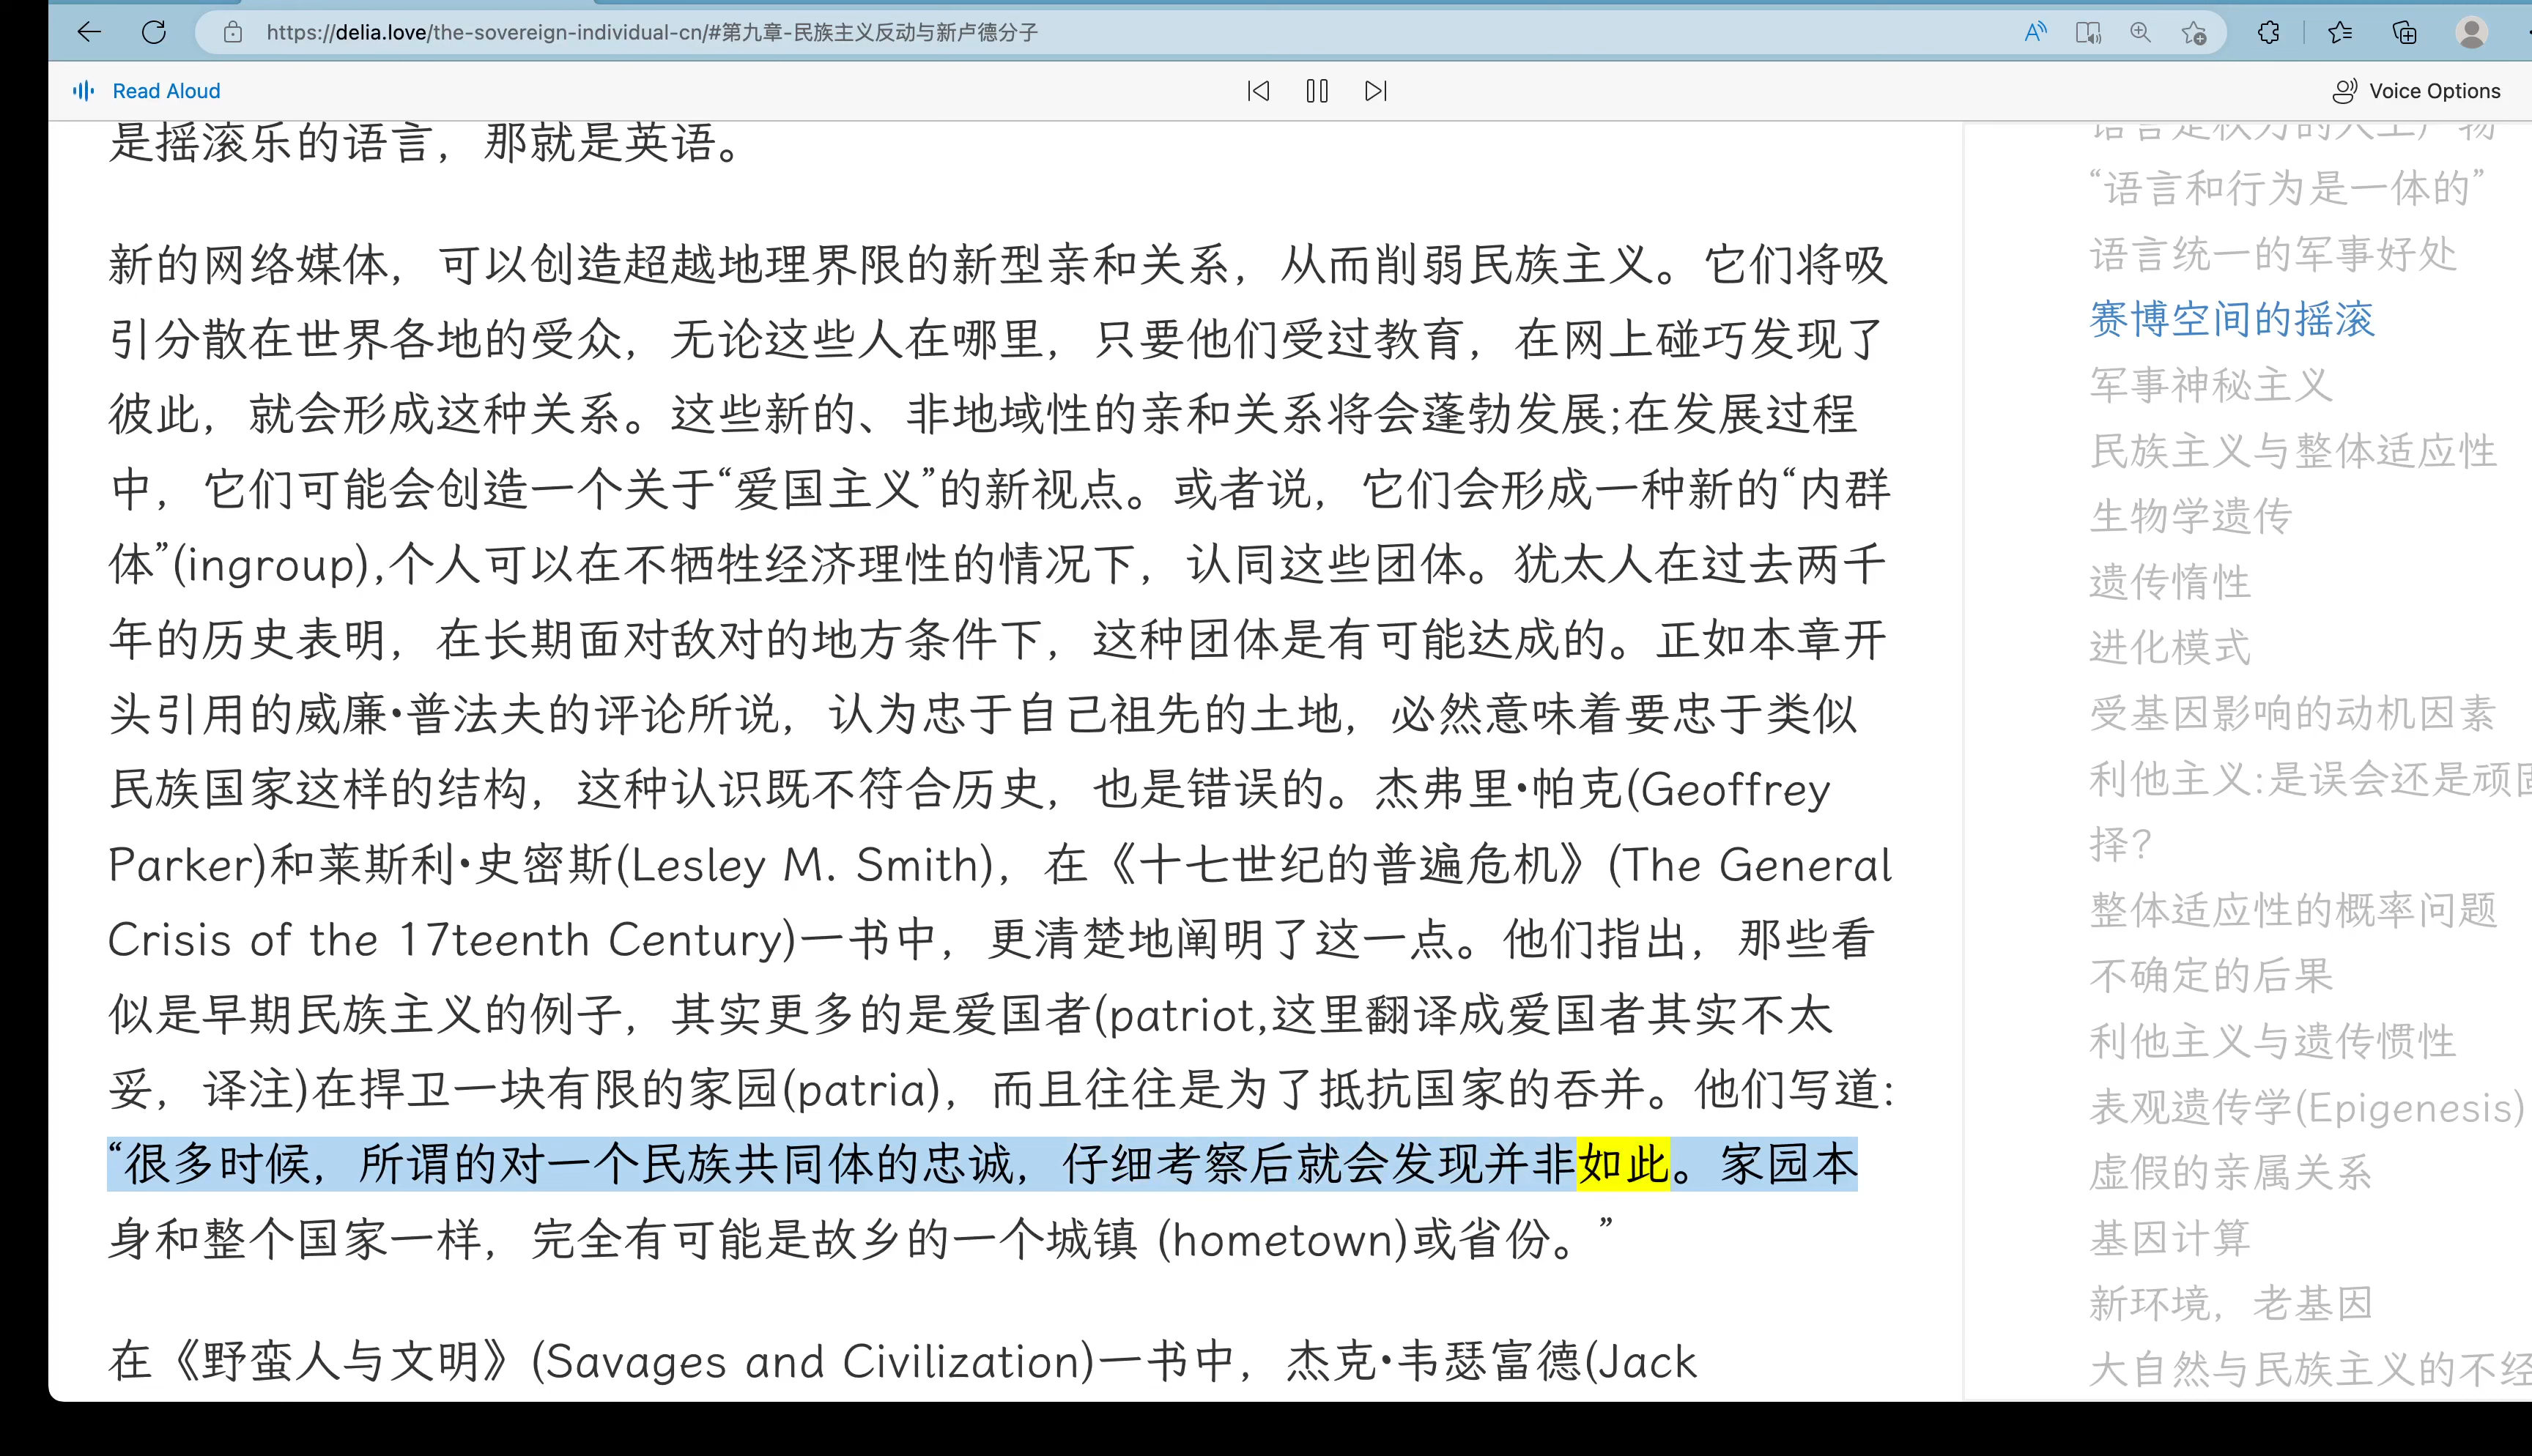 https://delia.love/the-sovereign-individual-cn/#第九章-民族主义反动与新卢德分子
Read Aloud
Voice Options
是摇滚乐的语言，那就是英语。
新的网络媒体，可以创造超越地理界限的新型亲和关系，从而削弱民族主义。它们将吸
引分散在世界各地的受众，无论这些人在哪里，只要他们受过教育，在网上碰巧发现了
彼此，就会形成这种关系。这些新的、非地域性的亲和关系将会蓬勃发展;在发展过程
中，它们可能会创造一个关于“爱国主义”的新视点。或者说，它们会形成一种新的“内群
体”(ingroup),个人可以在不牺牲经济理性的情况下，认同这些团体。犹太人在过去两千
年的历史表明，在长期面对敌对的地方条件下，这种团体是有可能达成的。正如本章开
头引用的威廉•普法夫的评论所说，认为忠于自己祖先的土地，必然意味着要忠于类似
民族国家这样的结构，这种认识既不符合历史，也是错误的。杰弗里•帕克(Geoffrey
Parker)和莱斯利•史密斯(Lesley M. Smith)，在《十七世纪的普遍危机》(The General
Crisis of the 17teenth Century)一书中，更清楚地阐明了这一点。他们指出，那些看
似是早期民族主义的例子，其实更多的是爱国者(patriot,这里翻译成爱国者其实不太
妥，译注)在捍卫一块有限的家园(patria)，而且往往是为了抵抗国家的吞并。他们写道:
“很多时候，所谓的对一个民族共同体的忠诚，仔细考察后就会发现并非如此。家园本
身和整个国家一样，完全有可能是故乡的一个城镇 (hometown)或省份。”
在《野蛮人与文明》(Savages and Civilization)一书中，杰克•韦瑟富德(Jack
语言是权力的人工产物
“语言和行为是一体的”
语言统一的军事好处
赛博空间的摇滚
军事神秘主义
民族主义与整体适应性
生物学遗传
遗传惰性
进化模式
受基因影响的动机因素
利他主义:是误会还是顽固
择?
整体适应性的概率问题
不确定的后果
利他主义与遗传惯性
表观遗传学(Epigenesis)
虚假的亲属关系
基因计算
新环境，老基因
大自然与民族主义的不经